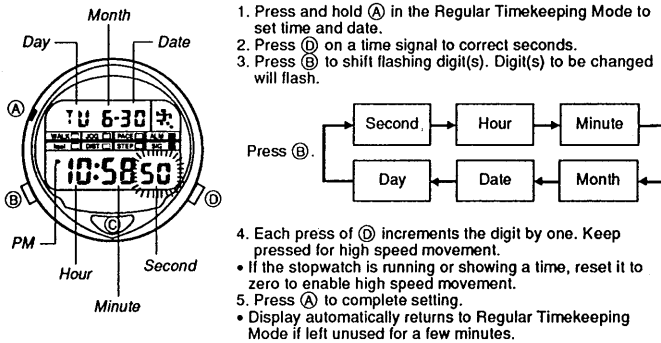 Month
Day
Date
A
TU 6-30
WALK JOG PACE ALM
kcal DIST STEP SIG
P 10:58 50
B
D
C
PM
Hour
Second
Minute
1. Press and hold Ⓐ in the Regular Timekeeping Mode to
set time and date.
2. Press Ⓓ on a time signal to correct seconds.
3. Press Ⓑ to shift flashing digit(s). Digit(s) to be changed
will flash.
Press Ⓑ.
Second Hour Minute
Day Date Month
4. Each press of Ⓓ increments the digit by one. Keep
pressed for high speed movement.
• If the stopwatch is running or showing a time, reset it to
zero to enable high speed movement.
5. Press Ⓐ to complete setting.
• Display automatically returns to Regular Timekeeping
Mode if left unused for a few minutes.